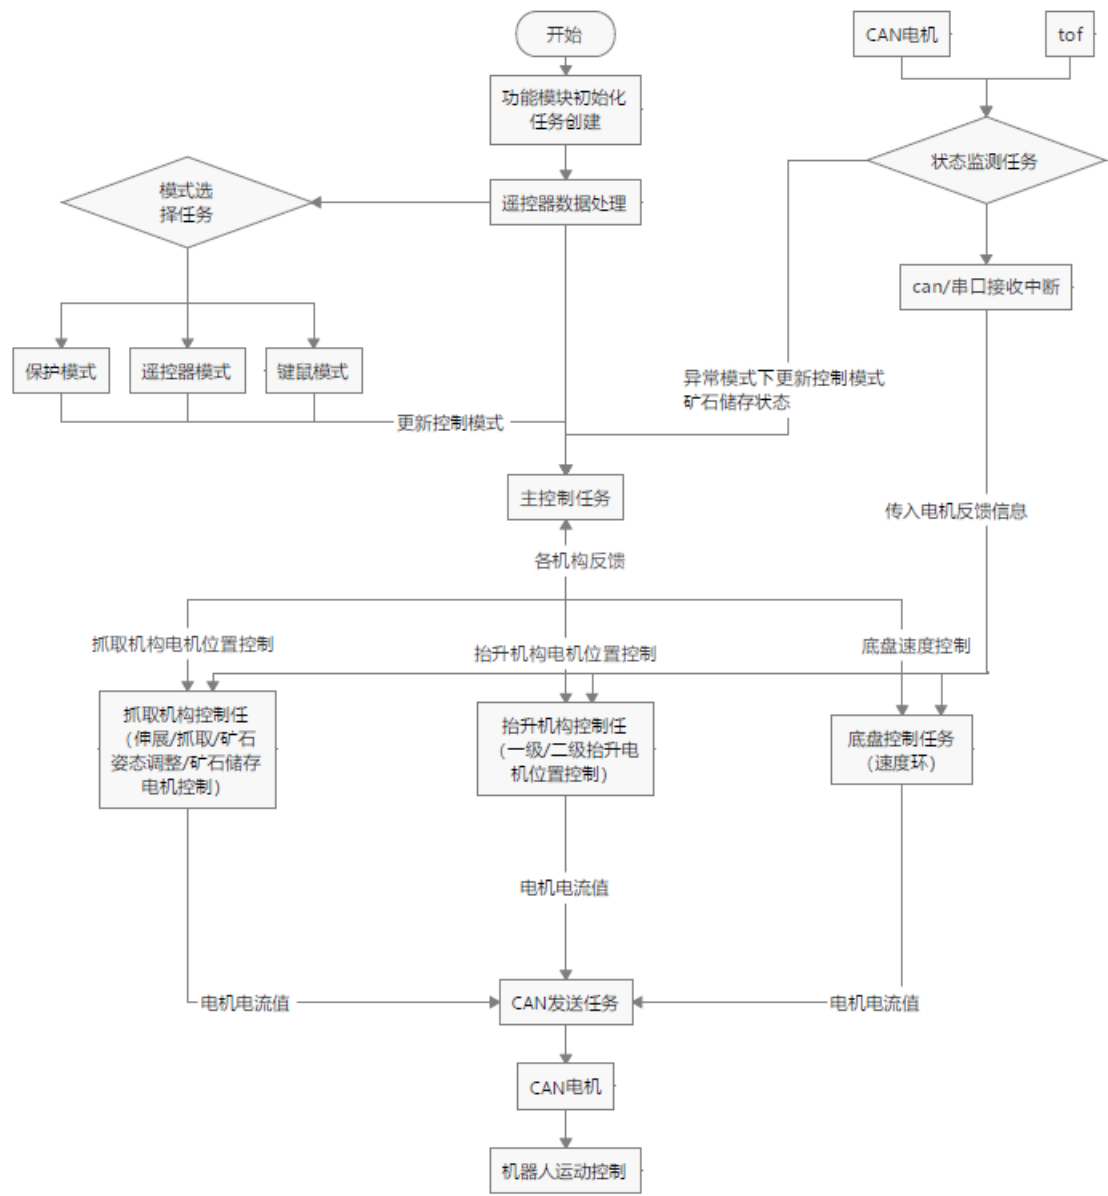 开始
CAN电机
tof
功能模块初始化
任务创建
状态监测任务
模式选
择任务
遥控器数据处理
can/串口接收中断
保护模式
遥控器模式
键鼠模式
异常模式下更新控制模式
矿石储存状态
更新控制模式
主控制任务
传入电机反馈信息
各机构反馈
抓取机构电机位置控制
抬升机构电机位置控制
底盘速度控制
抓取机构控制任
（伸展/抓取/矿石
姿态调整/矿石储存
电机控制）
抬升机构控制任
（一级/二级抬升电
机位置控制）
底盘控制任务
（速度环）
电机电流值
电机电流值
CAN发送任务
电机电流值
CAN电机
机器人运动控制